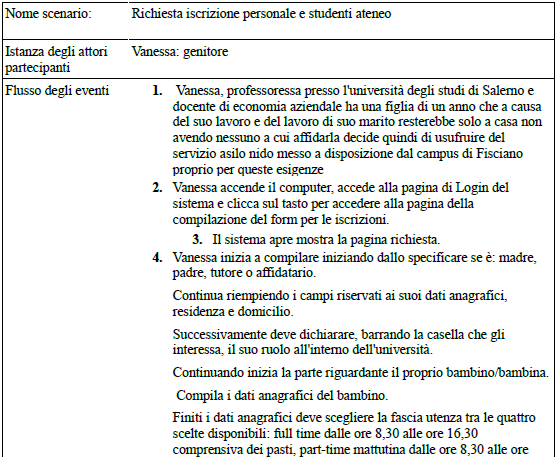 Nome scenario: Richiesta iscrizione personale e studenti ateneo
Istanza degli attori partecipanti Vanessa: genitore
Flusso degli eventi
1. Vanessa, professoressa presso l'università degli studi di Salerno e
docente di economia aziendale ha una figlia di un anno che a causa
del suo lavoro e del lavoro di suo marito resterebbe solo a casa non
avendo nessuno a cui affidarla decide quindi di usufruire del
servizio asilo nido messo a disposizione dal campus di Fisciano
proprio per queste esigenze
2. Vanessa accende il computer, accede alla pagina di Login del
sistema e clicca sul tasto per accedere alla pagina della
compilazione del form per le iscrizioni.
3. Il sistema apre mostra la pagina richiesta.
4. Vanessa inizia a compilare iniziando dallo specificare se è: madre,
padre, tutore o affidatario.
Continua riempiendo i campi riservati ai suoi dati anagrafici,
residenza e domicilio.
Successivamente deve dichiarare, barrando la casella che gli
interessa, il suo ruolo all'interno dell'università.
Continuando inizia la parte riguardante il proprio bambino/bambina.
Compila i dati anagrafici del bambino.
Finiti i dati anagrafici deve scegliere la fascia utenza tra le quattro
scelte disponibili: full time dalle ore 8,30 alle ore 16,30
comprensiva dei pasti, part-time mattutina dalle ore 8,30 alle ore